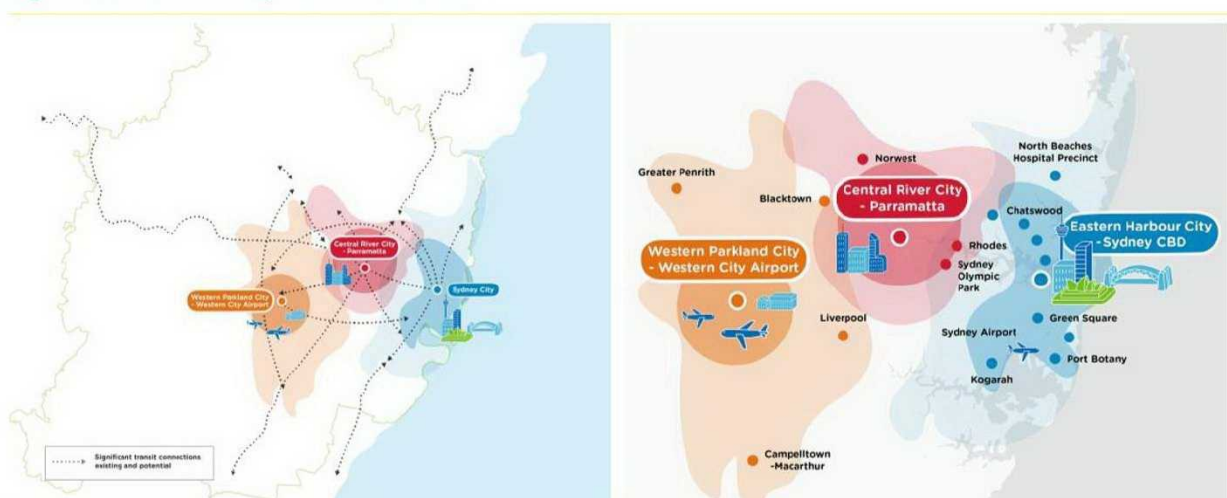 Central River City
- Parramatta
Western Parkland City
- Western City Airport
Sydney City
Significant transit connections
existing and potential
North Beaches
Hospital Precinct
Norwest
Greater Penrith
Blacktown
Central River City
- Parramatta
Chatswood
Eastern Harbour City
- Sydney CBD
Rhodes
Western Parkland City
- Western City Airport
Sydney
Olympic
Park
Liverpool
Green Square
Sydney Airport
Port Botany
Kogarah
Campelltown
-Macarthur